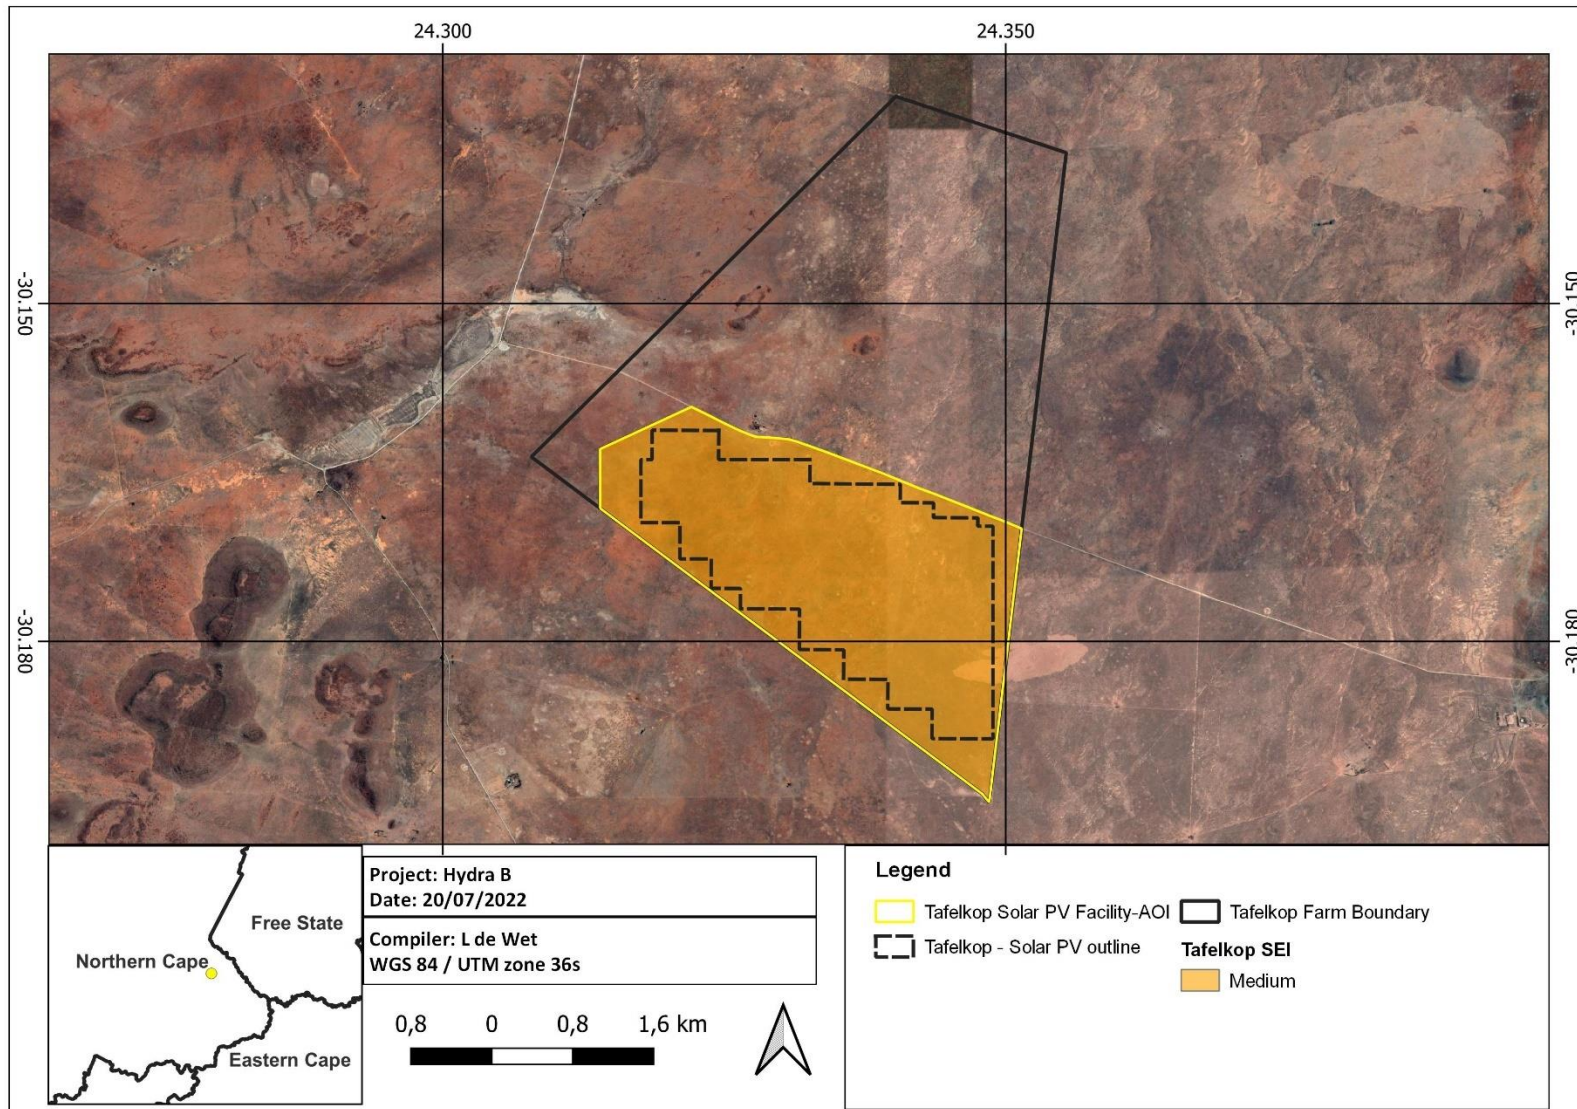 24.300
24.350
-30.150
-30.150
-30.180
-30.180
Free State
Northern Cape
Eastern Cape
Project: Hydra B
Date: 20/07/2022
Compiler: L de Wet
WGS 84 / UTM zone 36s
0,8 0 0,8 1,6 km
Legend
Tafelkop Solar PV Facility-AOI
Tafelkop - Solar PV outline
Tafelkop Farm Boundary
Tafelkop SEI
Medium